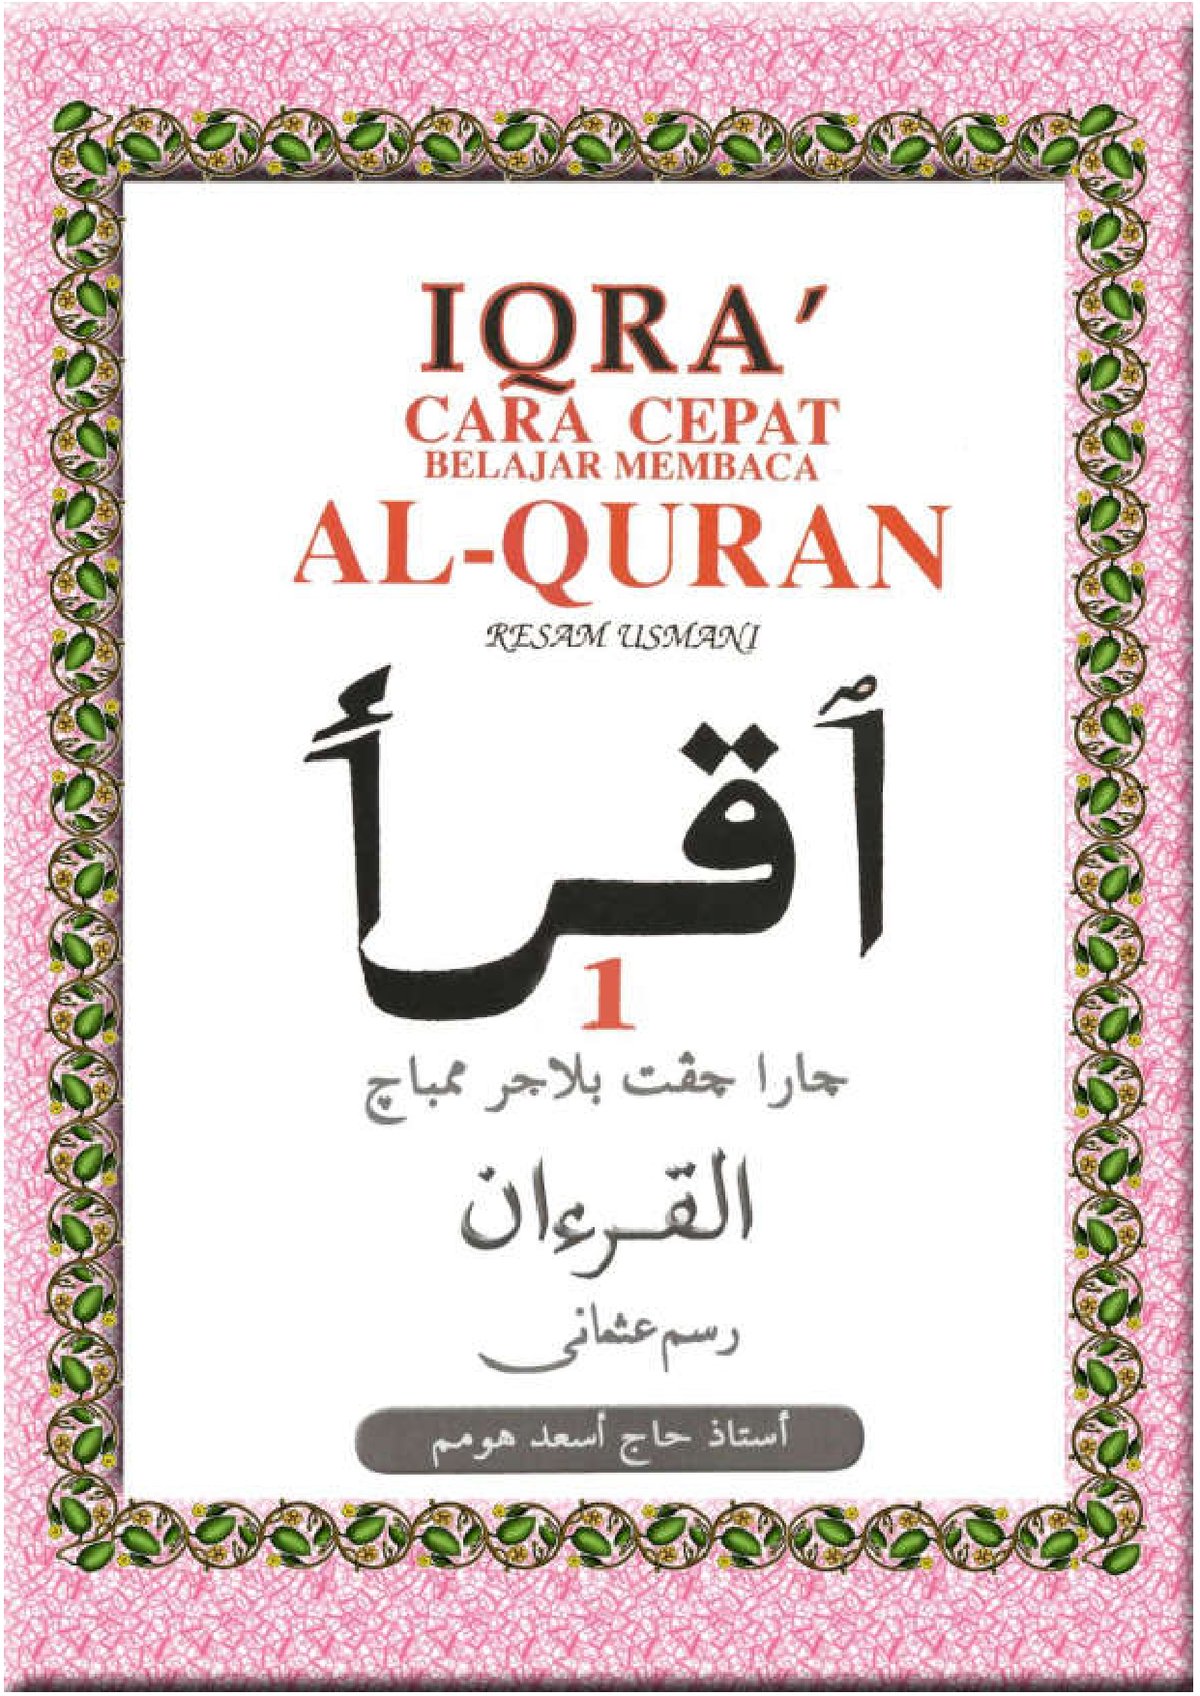 IQRA'
CARA CEPAT
BELAJAR MEMBACA
AL-QURAN
RESAM USMANI
ٱقرأ
1
چارا چڤت بلاجر ممباچ
القرءان
رسم عثمانى
أستاذ حاج أسعد هومم